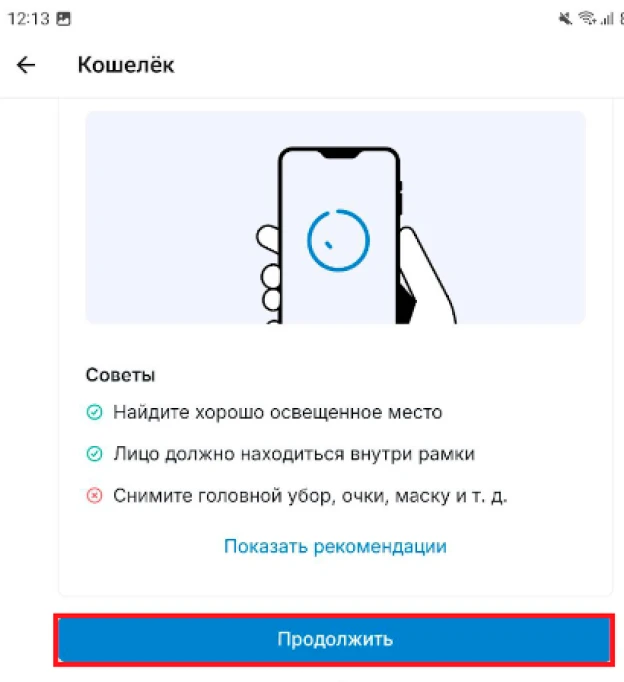 12:13
Кошелёк
Советы
Найдите хорошо освещенное место
Лицо должно находиться внутри рамки
Снимите головной убор, очки, маску и т. д.
Показать рекомендации
Продолжить